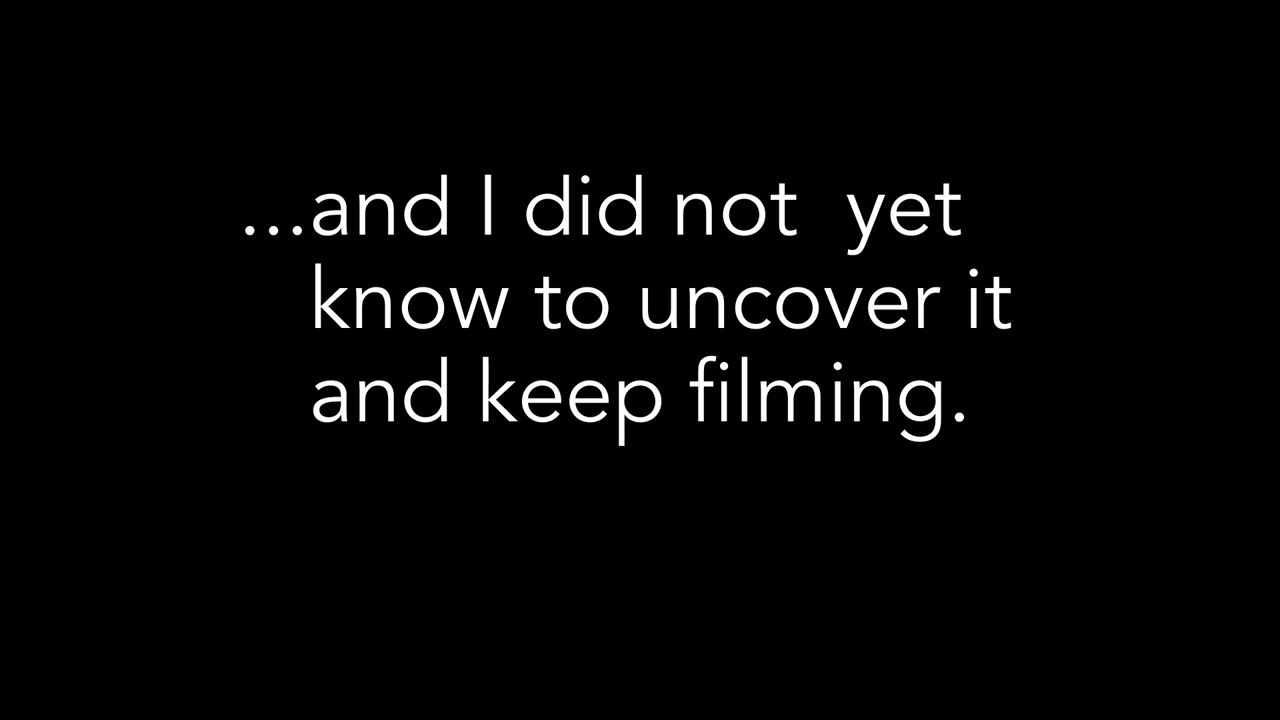 ...and I did not  yet
know to uncover it
and keep filming.